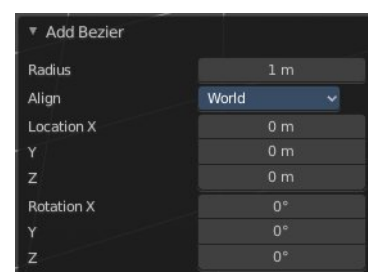 Add Bezier
Radius 1 m
Align World
Location X 0 m
Y 0 m
Z 0 m
Rotation X 0°
Y 0°
Z 0°